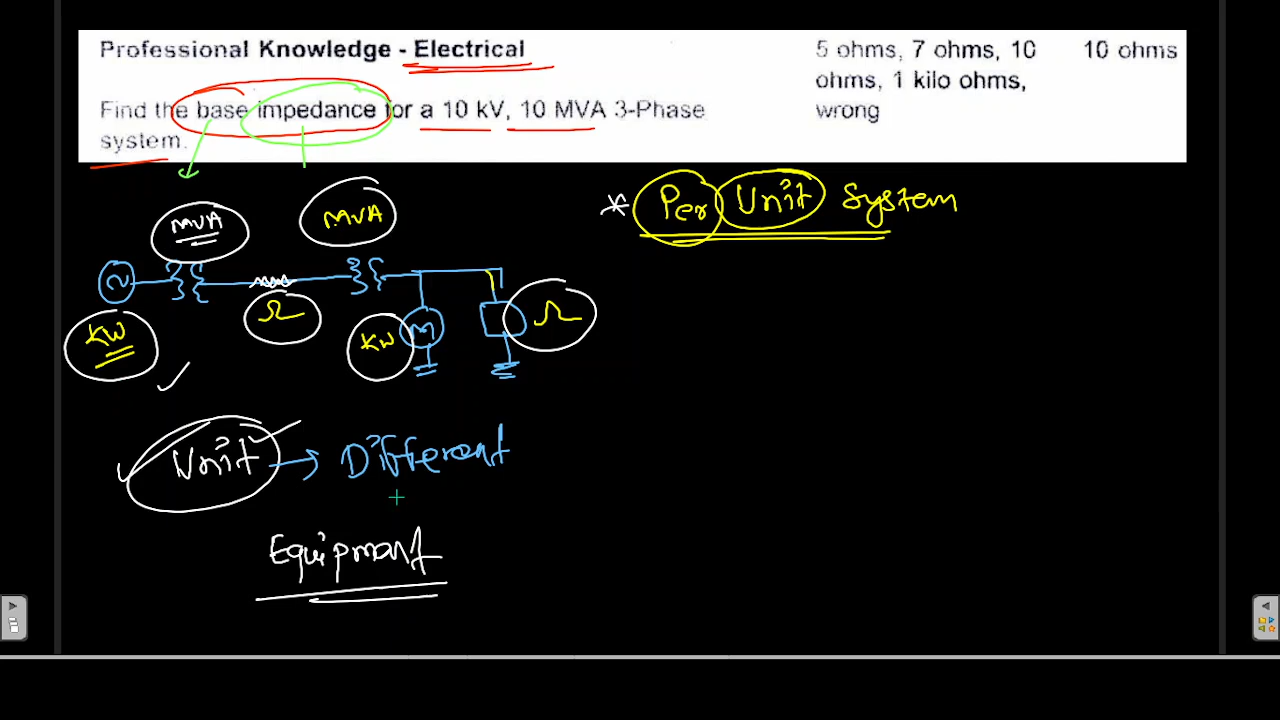 Professional Knowledge - Electrical
Find the base impedance for a 10 kV, 10 MVA 3-Phase
system.
5 ohms, 7 ohms, 10
ohms, 1 kilo ohms,
wrong
10 ohms
* Per Unit System
MVA
MVA
KW
Ω
KW
M
Ω
Unit → Different
Equipment